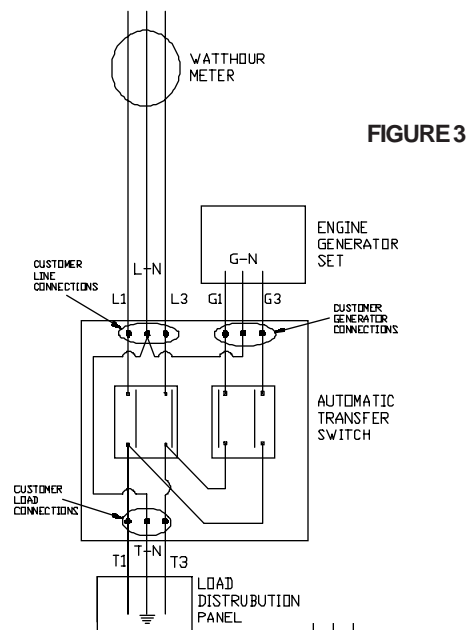 WATTHOUR
METER
FIGURE 3
ENGINE
GENERATOR
SET
G-N
L-N
CUSTOMER
LINE
CONNECTIONS
L1
L3
G1
G3
CUSTOMER
GENERATOR
CONNECTIONS
AUTOMATIC
TRANSFER
SWITCH
CUSTOMER
LOAD
CONNECTIONS
T-N
T1
T3
LOAD
DISTRUBUTION
PANEL